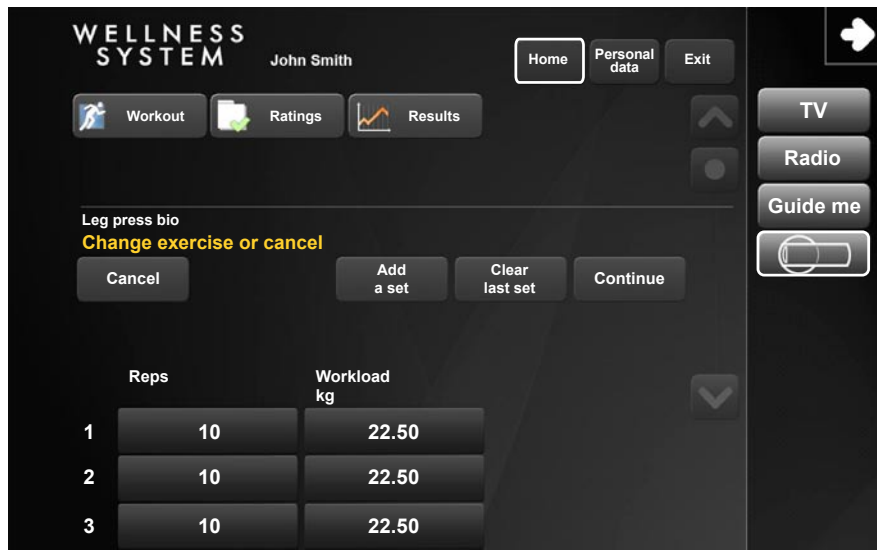 WELLNESS
SYSTEM
John Smith
Home
Personal
data
Exit
Workout
Ratings
Results
TV
Radio
Guide me
Leg press bio
Change exercise or cancel
Cancel
Add
a set
Clear
last set
Continue
Reps
Workload
kg
1 10 22.50
2 10 22.50
3 10 22.50